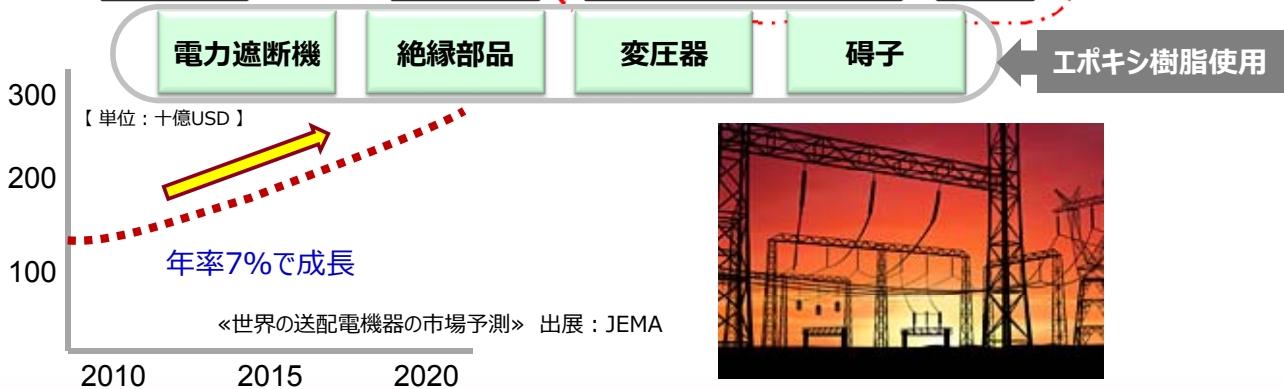 電力遮断機
絶縁部品
変圧器
碍子
エポキシ樹脂使用
300
【 単位：十億USD 】
200
年率7%で成長
100
«世界の送配電機器の市場予測» 出展：JEMA
2010
2015
2020